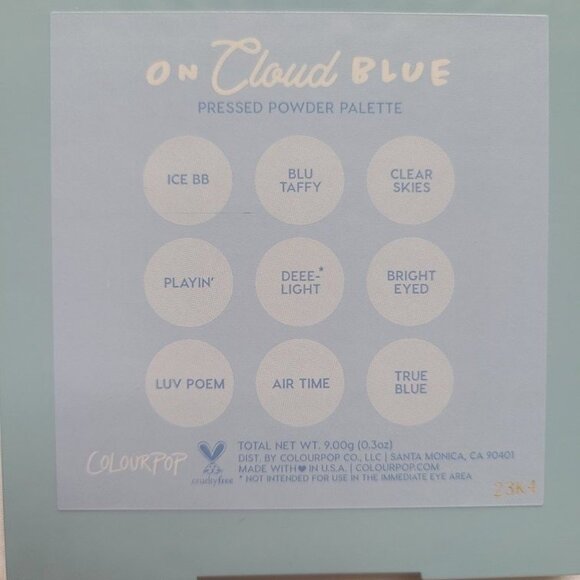 ON Cloud BLUE
PRESSED POWDER PALETTE
ICE BB
BLU
TAFFY
CLEAR
SKIES
PLAYIN'
DEEE-*
LIGHT
BRIGHT
EYED
LUV POEM
AIR TIME
TRUE
BLUE
COLOURPOP
crueltyfree
TOTAL NET WT. 9.00g (0.3oz)
DIST. BY COLOURPOP CO., LLC | SANTA MONICA, CA 90401
MADE WITH ♥ IN U.S.A. | COLOURPOP.COM
* NOT INTENDED FOR USE IN THE IMMEDIATE EYE AREA
23K4